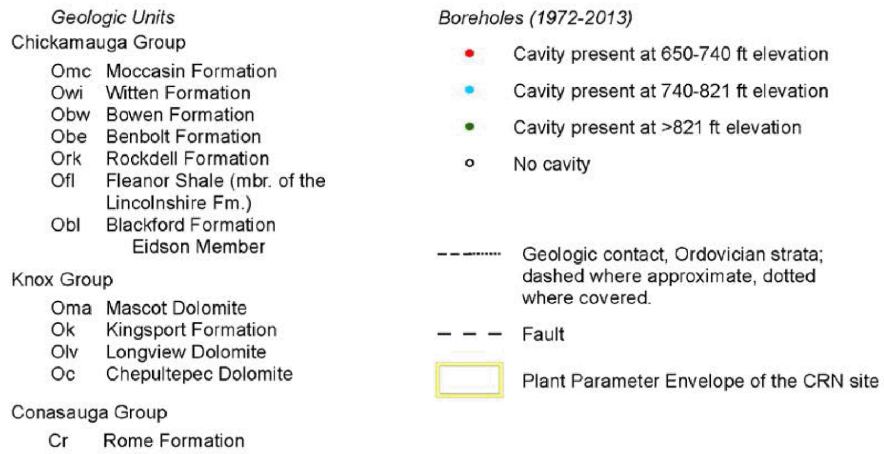 Geologic Units
Chickamauga Group
Omc Moccasin Formation
Owi Witten Formation
Obw Bowen Formation
Obe Benbolt Formation
Ork Rockdell Formation
Ofl Fleanor Shale (mbr. of the
Lincolnshire Fm.)
Obl Blackford Formation
Eidson Member
Knox Group
Oma Mascot Dolomite
Ok Kingsport Formation
Olv Longview Dolomite
Oc Chepultepec Dolomite
Conasauga Group
Cr Rome Formation
Boreholes (1972-2013)
Cavity present at 650-740 ft elevation
Cavity present at 740-821 ft elevation
Cavity present at >821 ft elevation
No cavity
Geologic contact, Ordovician strata;
dashed where approximate, dotted
where covered.
Fault
Plant Parameter Envelope of the CRN site